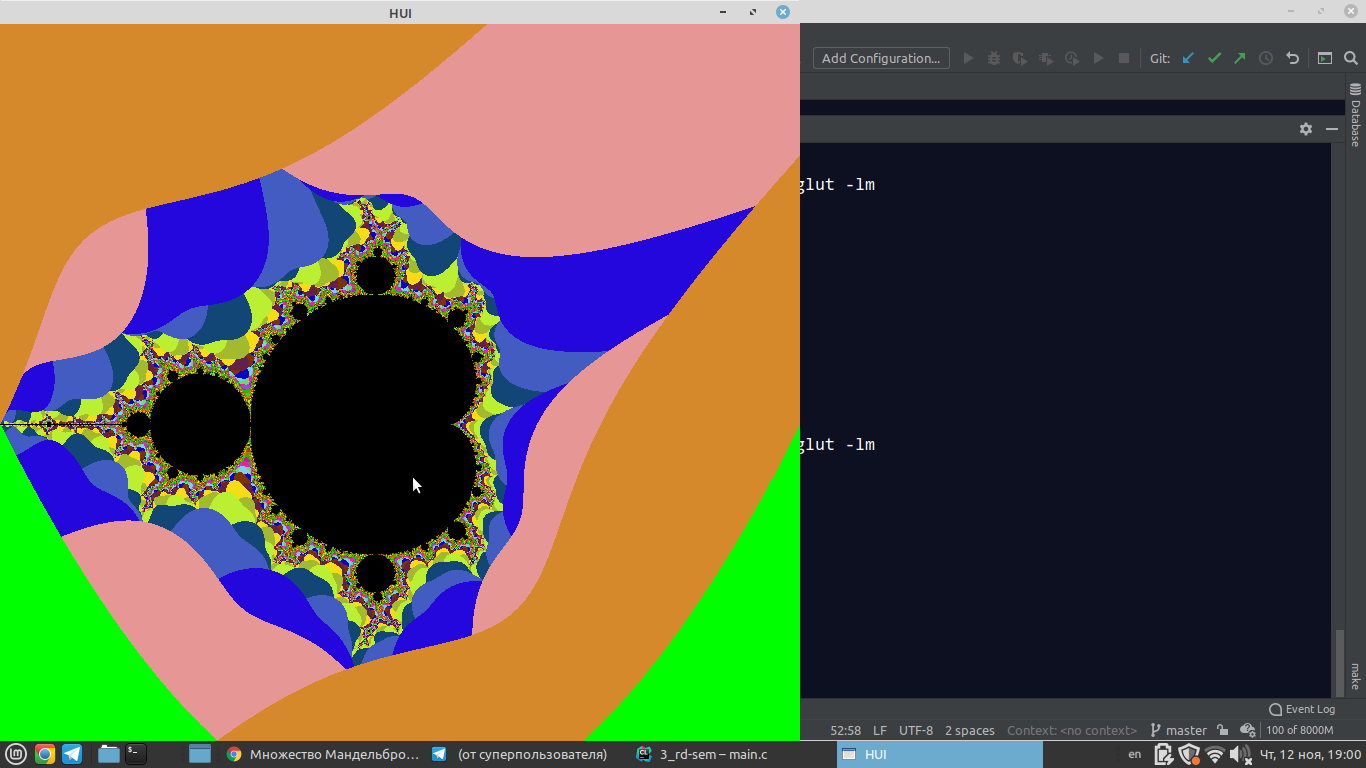 HUI
Add Configuration...
Git:
Database
glut -lm
glut -lm
make
Event Log
52:58 LF UTF-8 2 spaces Context: <no context> master 100 of 8000M
Множество Мандельбро... (от суперпользователя) 3_rd-sem – main.c HUI en Чт, 12 ноя, 19:00